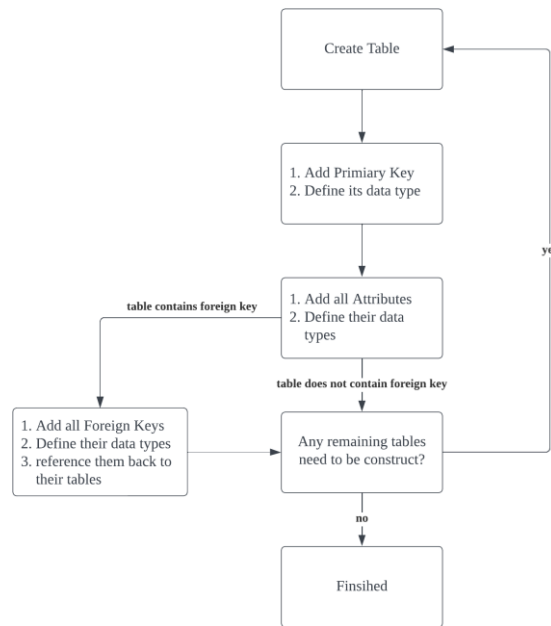 Create Table
1. Add Primiary Key
2. Define its data type
1. Add all Attributes
2. Define their data
types
table contains foreign key
table does not contain foreign key
1. Add all Foreign Keys
2. Define their data types
3. reference them back to
their tables
Any remaining tables
need to be construct?
no
Finsihed